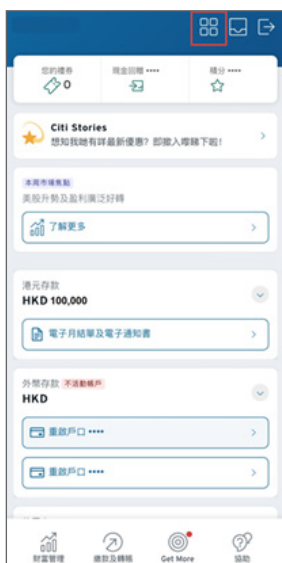 您的禮券
0
現金回贈 ••••
積分 ••••
Citi Stories
想知我哋有詳最新優惠？即撳入嚟睇下啦！
本周市場焦點
美股升勢及盈利廣泛好轉
了解更多
港元存款
HKD 100,000
電子月結單及電子通知書
外幣存款 不活動帳戶
HKD
重啟戶口 ••••
重啟戶口 ••••
財富管理
繳款及轉賬
Get More
協助